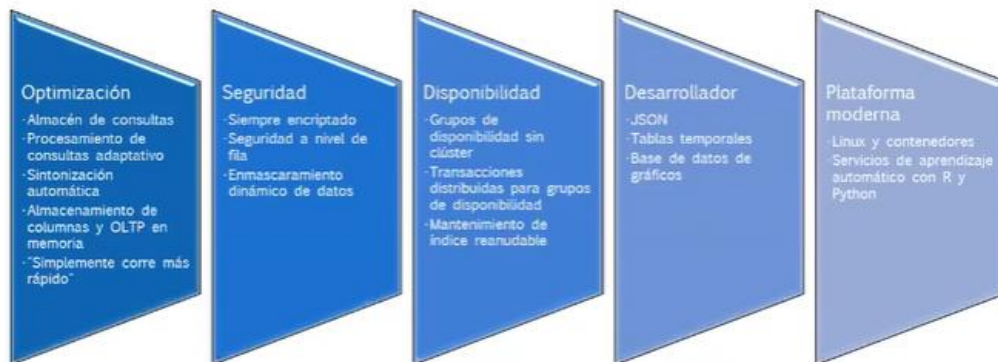 Optimización
·Almacén de consultas
·Procesamiento de
consultas adaptativo
·Sintonización
automática
·Almacenamiento de
columnas y OLTP en
memoria
·"Simplemente corre más
rápido"
Seguridad
·Siempre encriptado
·Seguridad a nivel de
fila
·Enmascaramiento
dinámico de datos
Disponibilidad
·Grupos de
disponibilidad sin
clúster
·Transacciones
distribuidas para grupos
de disponibilidad
·Mantenimiento de
índice reanudable
Desarrollador
·JSON
·Tablas temporales
·Base de datos de
gráficos
Plataforma
moderna
·Linux y contenedores
·Servicios de aprendizaje
automático con R y
Python